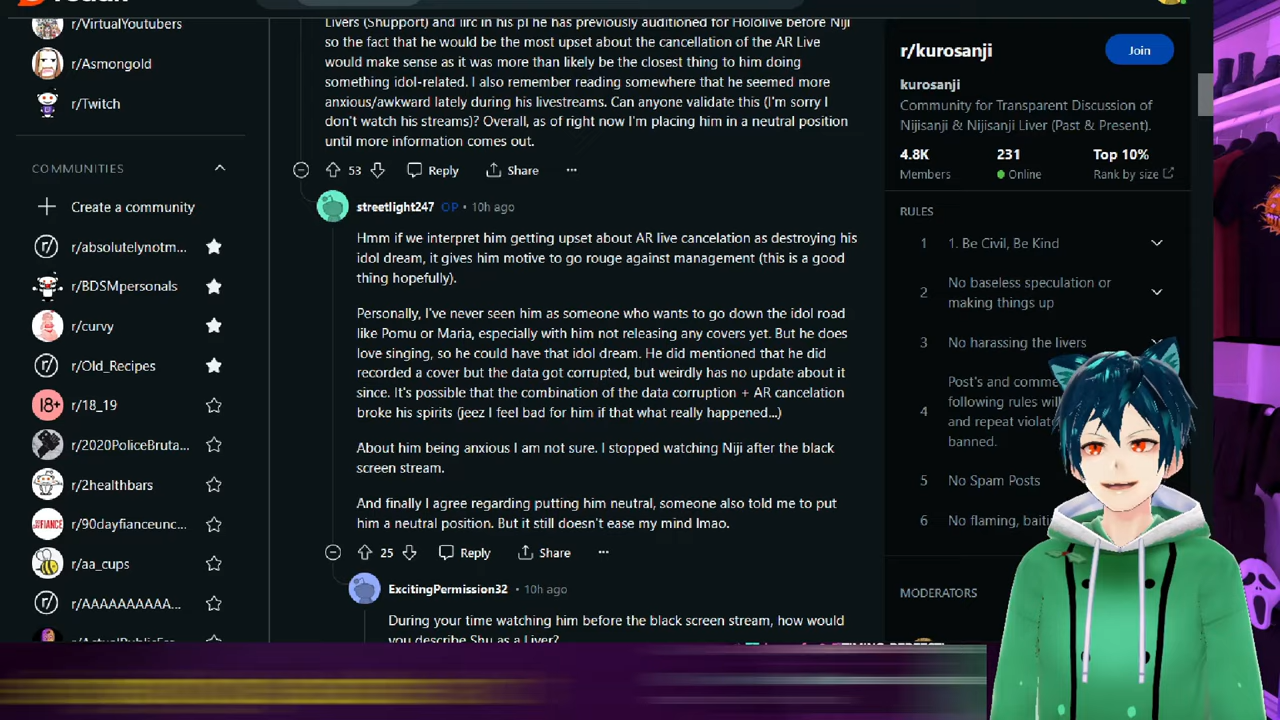 r/VirtualYoutubers
r/Asmongold
r/Twitch
COMMUNITIES
Create a community
r/absolutelynotm...
r/BDSMpersonals
r/curvy
r/Old_Recipes
18+
r/18_19
r/2020PoliceBruta...
r/2healthbars
r/90dayfianceunc...
r/aa_cups
r/AAAAAAAAAA...
Livers (Shupport) and iirc in his pl he has previously auditioned for Hololive before Niji
so the fact that he would be the most upset about the cancellation of the AR Live
would make sense as it was more than likely be the closest thing to him doing
something idol-related. I also remember reading somewhere that he seemed more
anxious/awkward lately during his livestreams. Can anyone validate this (I'm sorry I
don't watch his streams)? Overall, as of right now I'm placing him in a neutral position
until more information comes out.
53 Reply Share ...
streetlight247 OP • 10h ago
Hmm if we interpret him getting upset about AR live cancelation as destroying his
idol dream, it gives him motive to go rouge against management (this is a good
thing hopefully).
Personally, I've never seen him as someone who wants to go down the idol road
like Pomu or Maria, especially with him not releasing any covers yet. But he does
love singing, so he could have that idol dream. He did mentioned that he did
recorded a cover but the data got corrupted, but weirdly has no update about it
since. It's possible that the combination of the data corruption + AR cancelation
broke his spirits (jeez I feel bad for him if that what really happened...)
About him being anxious I am not sure. I stopped watching Niji after the black
screen stream.
And finally I agree regarding putting him neutral, someone also told me to put
him a neutral position. But it still doesn't ease my mind lmao.
25 Reply Share ...
ExcitingPermission32 • 10h ago
During your time watching him before the black screen stream, how would
you describe Shu as a Liver?
r/kurosanji
Join
kurosanji
Community for Transparent Discussion of
Nijisanji & Nijisanji Liver (Past & Present).
4.8K 231 Top 10%
Members Online Rank by size
RULES
1 1. Be Civil, Be Kind
2 No baseless speculation or
making things up
3 No harassing the livers
4 Post's and comme
following rules will
and repeat violat
banned.
5 No Spam Posts
6 No flaming, baiti
MODERATORS